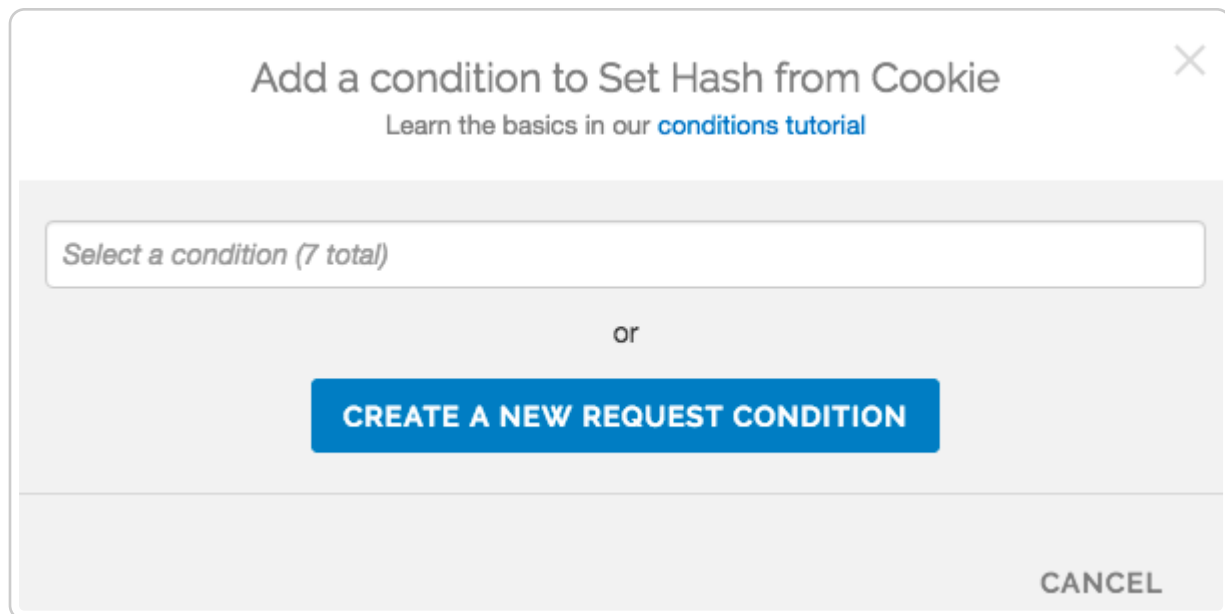 Add a condition to Set Hash from Cookie
Learn the basics in our conditions tutorial
Select a condition (7 total)
or
CREATE A NEW REQUEST CONDITION
CANCEL